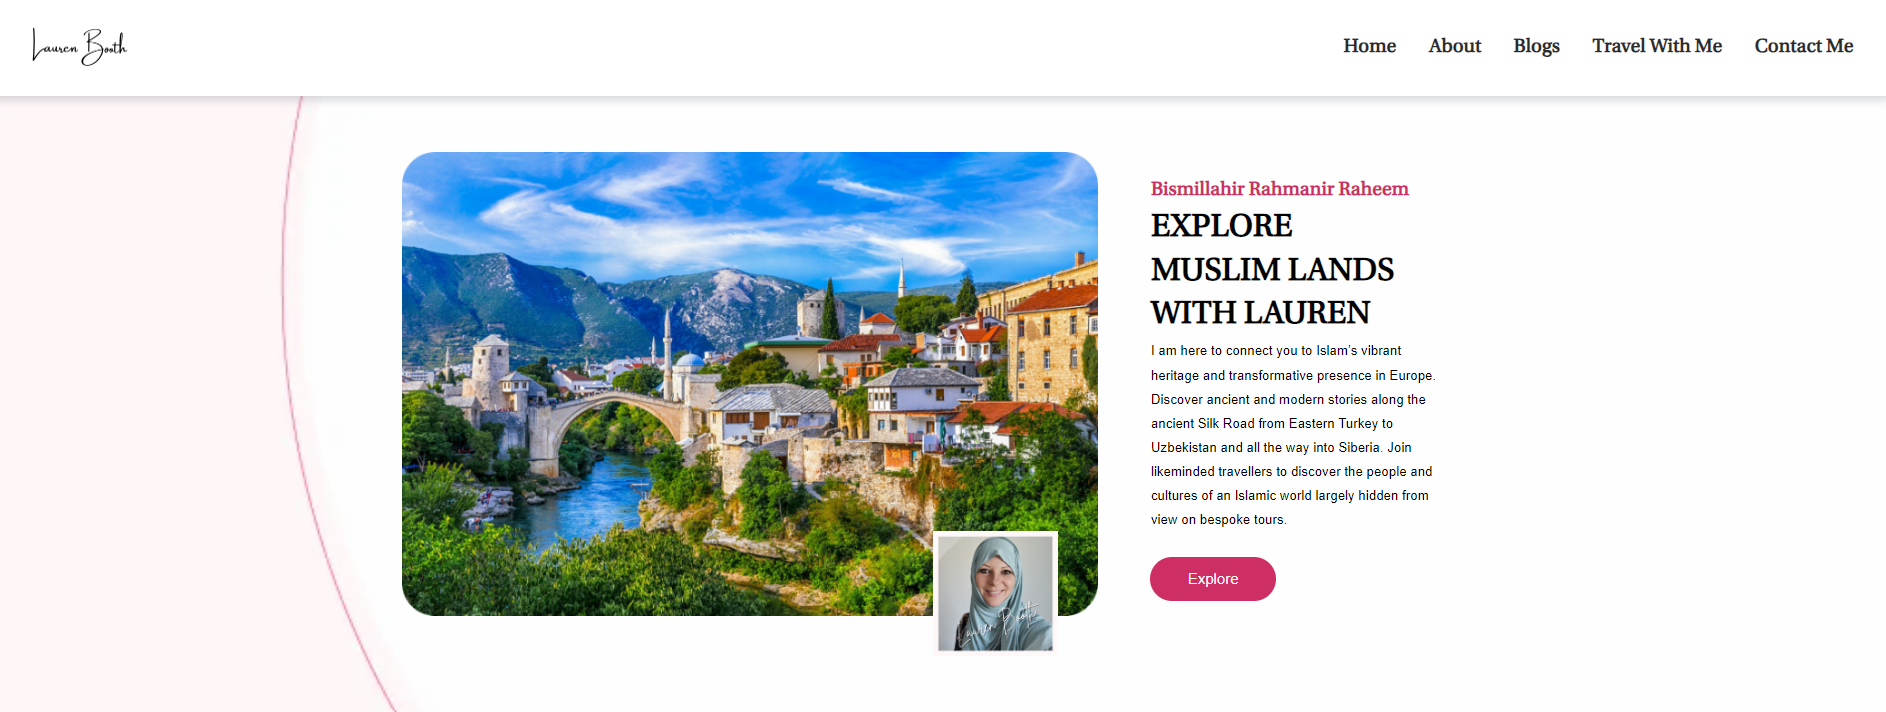 Lauren Booth
Home
About
Blogs
Travel With Me
Contact Me
Bismillahir Rahmanir Raheem
EXPLORE
MUSLIM LANDS
WITH LAUREN
I am here to connect you to Islam's vibrant
heritage and transformative presence in Europe.
Discover ancient and modern stories along the
ancient Silk Road from Eastern Turkey to
Uzbekistan and all the way into Siberia. Join
likeminded travellers to discover the people and
cultures of an Islamic world largely hidden from
view on bespoke tours.
Lauren Booth
Explore